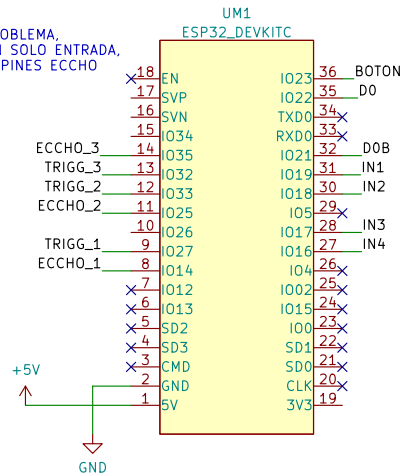 UM1
ESP32_DEVKITC
OBLEMA,
SOLO ENTRADA,
PINES ECCHO
18 EN
17 SVP
16 SVN
15 IO34
ECCHO_3 14 IO35
TRIGG_3 13 IO32
TRIGG_2 12 IO33
ECCHO_2 11 IO25
10 IO26
TRIGG_1 9 IO27
ECCHO_1 8 IO14
7 IO12
6 IO13
5 SD2
4 SD3
3 CMD
2 GND
1 5V
IO23 36 BOTON
IO22 35 D0
TXD0 34
RXD0 33
IO21 32 D0B
IO19 31 IN1
IO18 30 IN2
IO5 29
IO17 28 IN3
IO16 27 IN4
IO4 26
IO02 25
IO15 24
IO0 23
SD1 22
SD0 21
CLK 20
3V3 19
+5V
GND